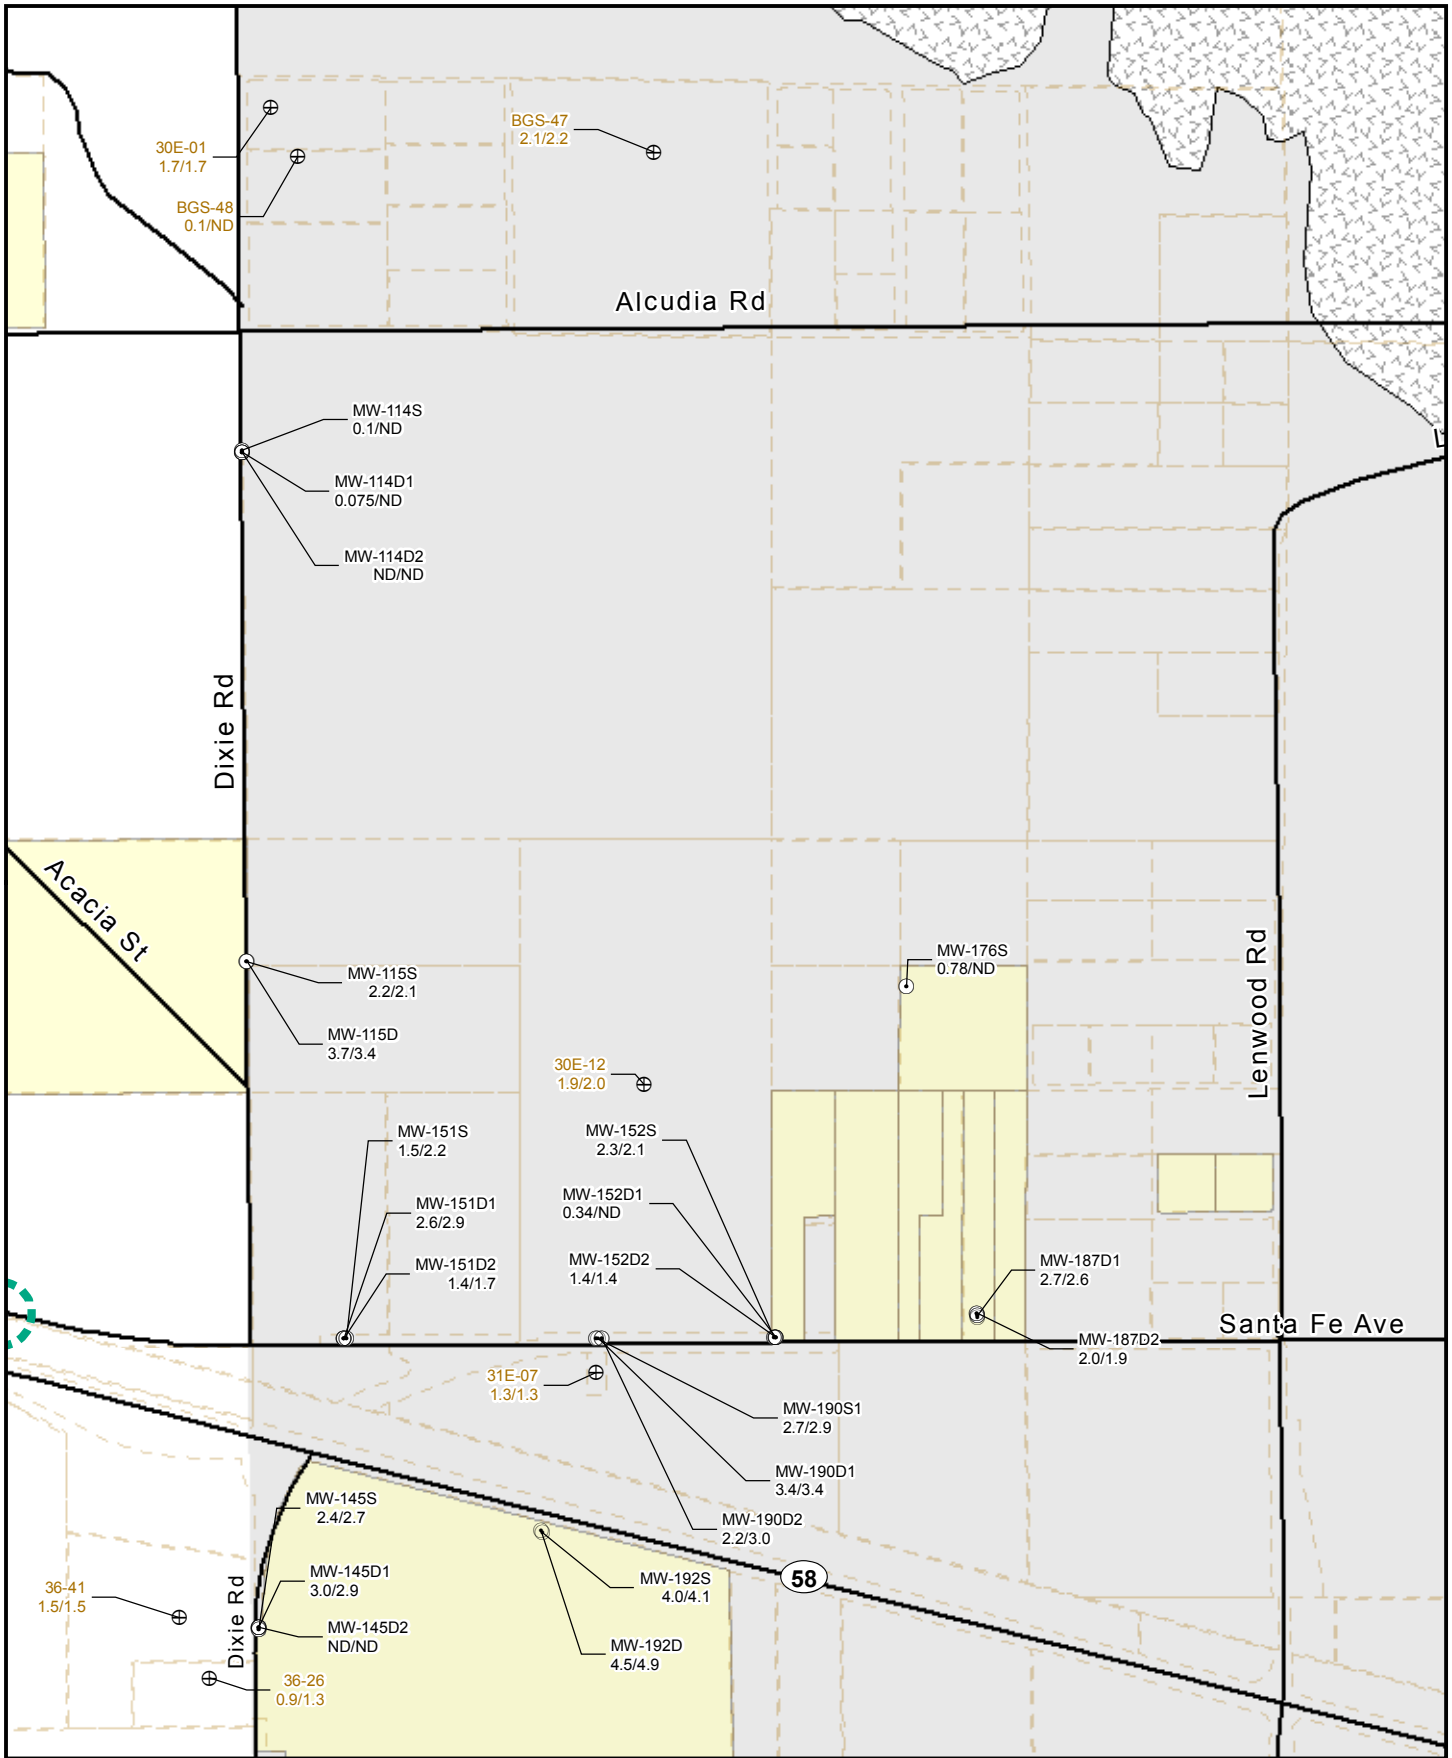 30E-01
1.7/1.7
BGS-47
2.1/2.2
BGS-48
0.1/ND
Alcudia Rd
MW-114S
0.1/ND
L
MW-114D1
0.075/ND
MW-114D2
ND/ND
Dixie Rd
Acacia St
MW-115S
2.2/2.1
MW-176S
0.78/ND
Lenwood Rd
MW-115D
3.7/3.4
30E-12
1.9/2.0
MW-151S
1.5/2.2
MW-152S
2.3/2.1
MW-151D1
2.6/2.9
MW-152D1
0.34/ND
MW-151D2
1.4/1.7
MW-152D2
1.4/1.4
MW-187D1
2.7/2.6
Santa Fe Ave
MW-187D2
2.0/1.9
31E-07
1.3/1.3
MW-190S1
2.7/2.9
MW-190D1
3.4/3.4
MW-190D2
2.2/3.0
MW-145S
2.4/2.7
58
MW-145D1
3.0/2.9
MW-192S
4.0/4.1
36-41
1.5/1.5
Dixie Rd
MW-145D2
ND/ND
MW-192D
4.5/4.9
36-26
0.9/1.3